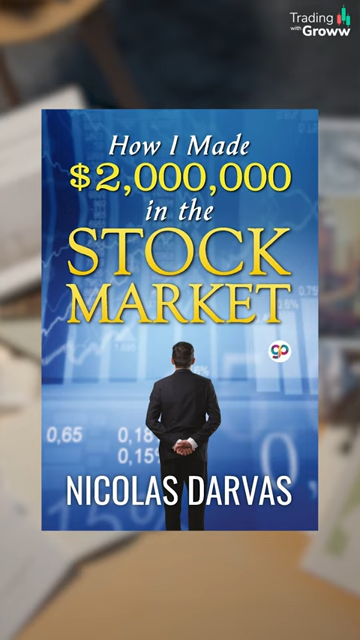 Trading
with Groww
How I Made
$2,000,000
in the
STOCK
MARKET
go
0,65
0,18
0,15
NICOLAS DARVAS